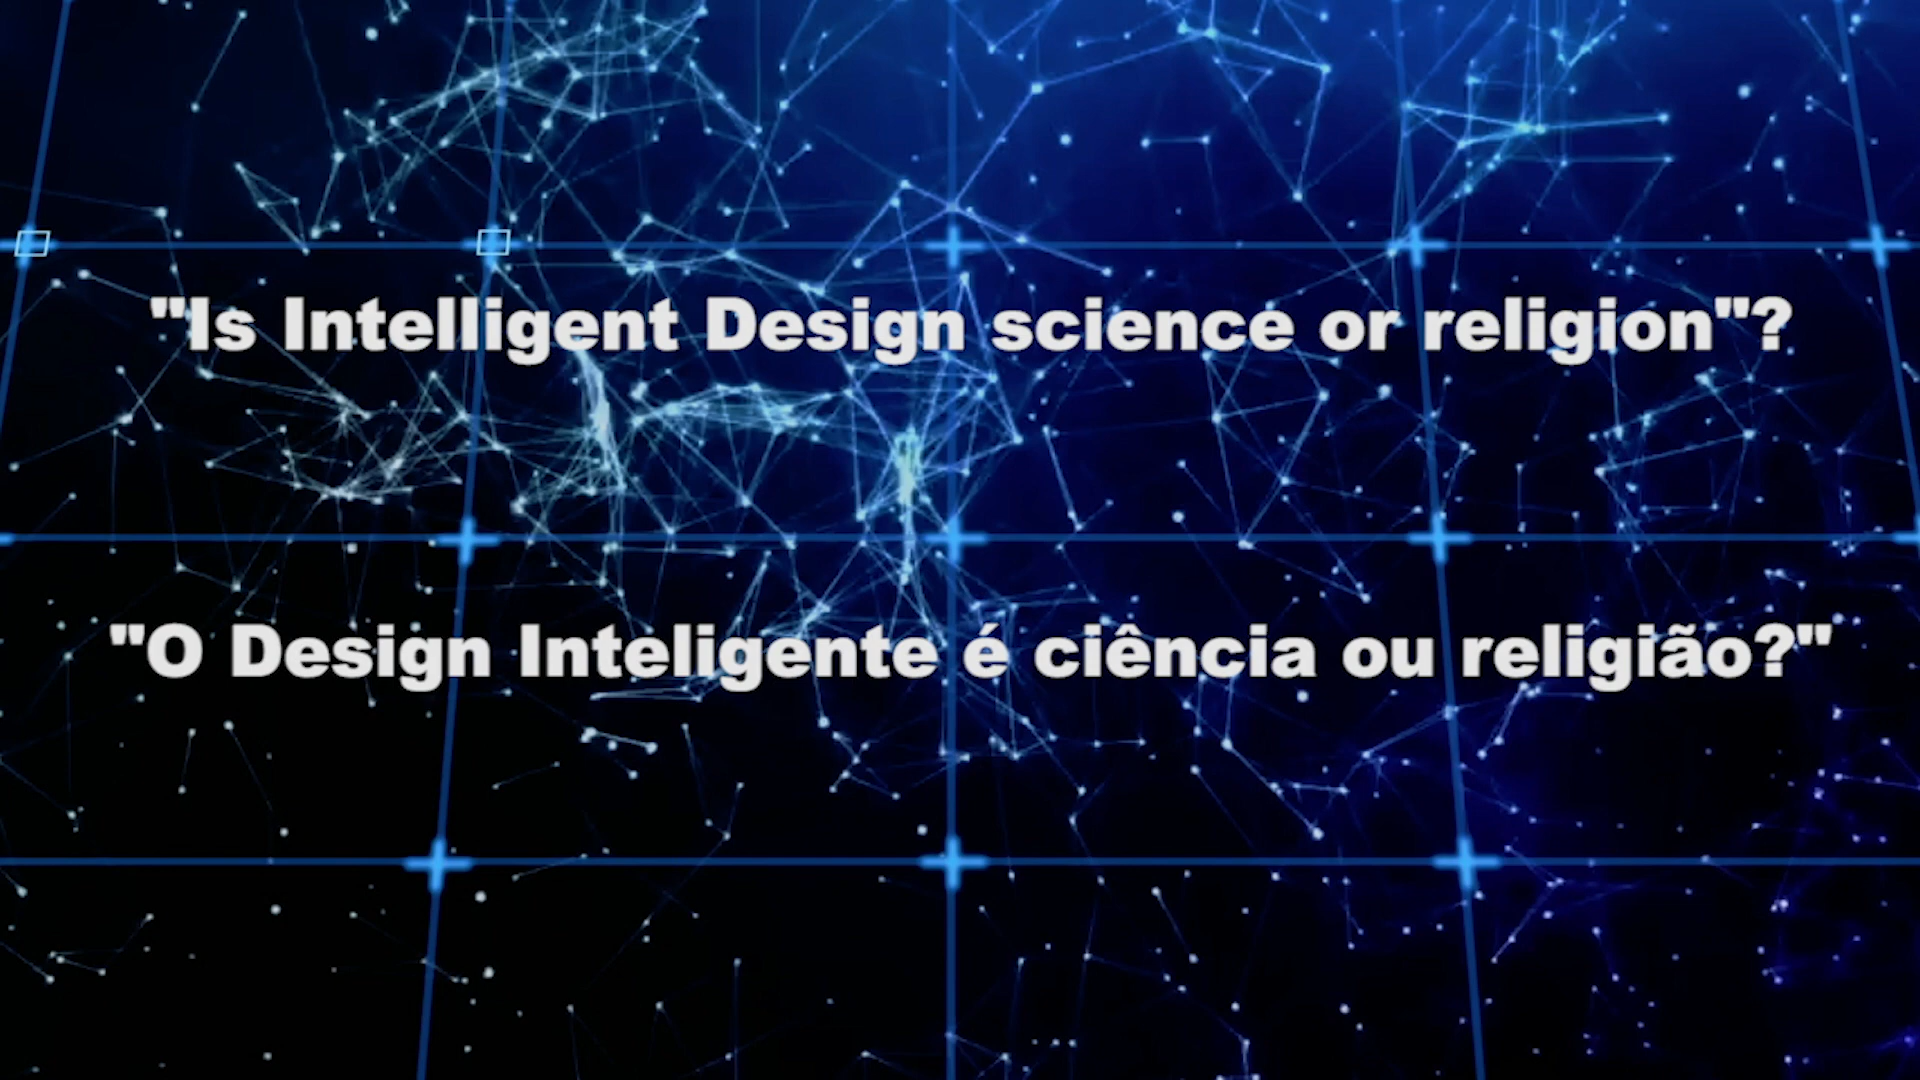 "Is Intelligent Design science or religion"?
"O Design Inteligente é ciência ou religião?"